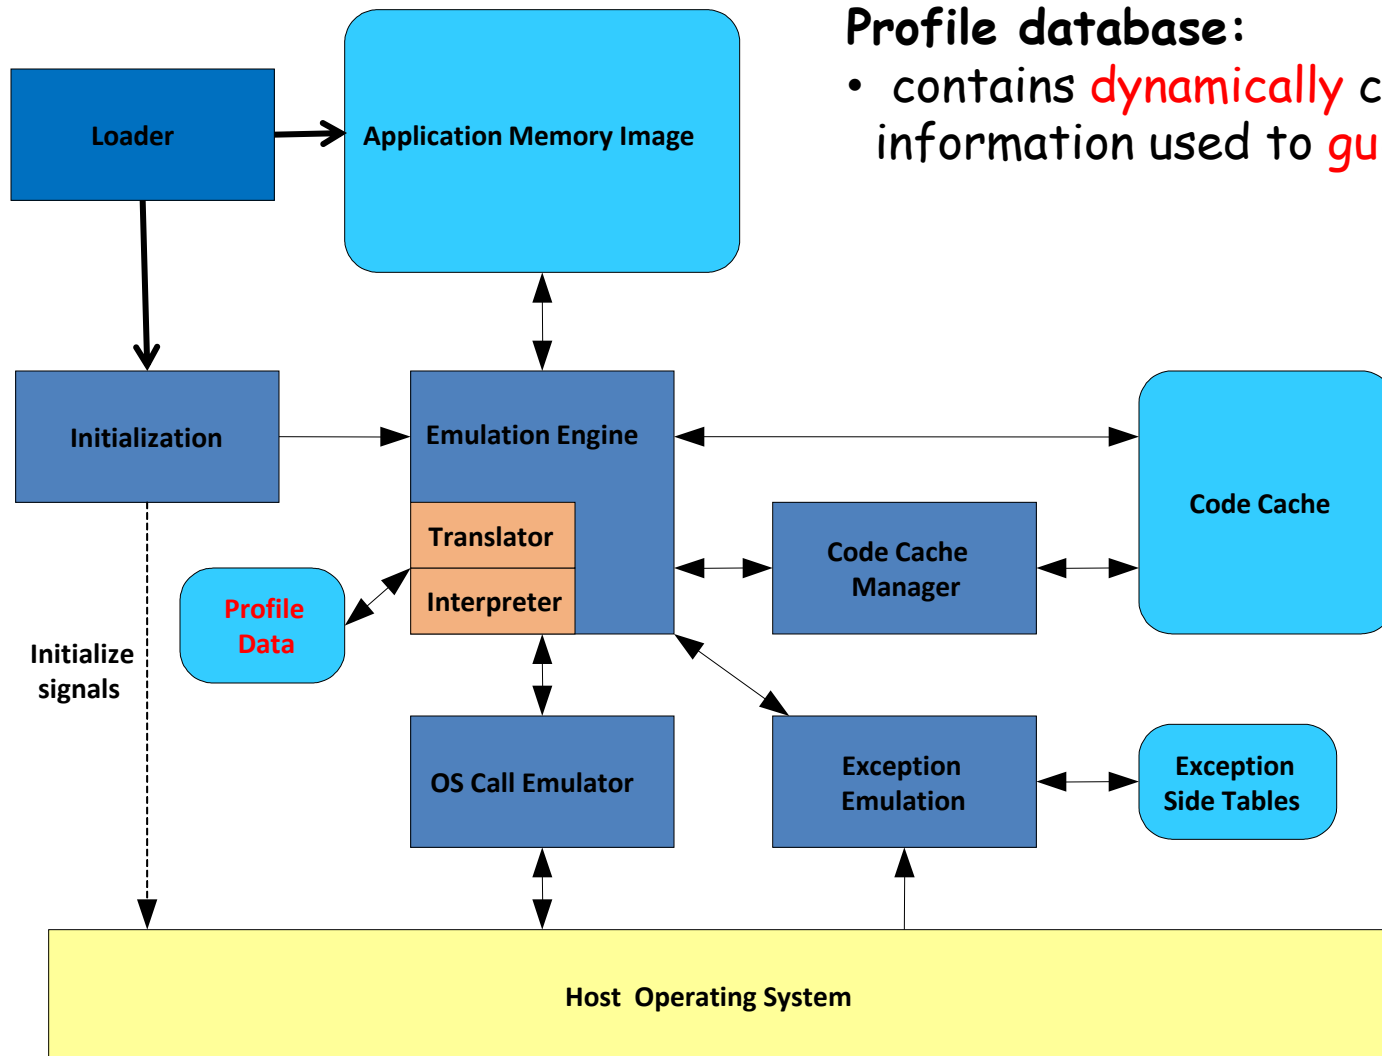 Profile database:
• contains dynamically c
information used to gu
Loader
Application Memory Image
Initialization
Emulation Engine
Code Cache
Translator
Interpreter
Code Cache
Manager
Profile
Data
Initialize
signals
OS Call Emulator
Exception
Emulation
Exception
Side Tables
Host Operating System